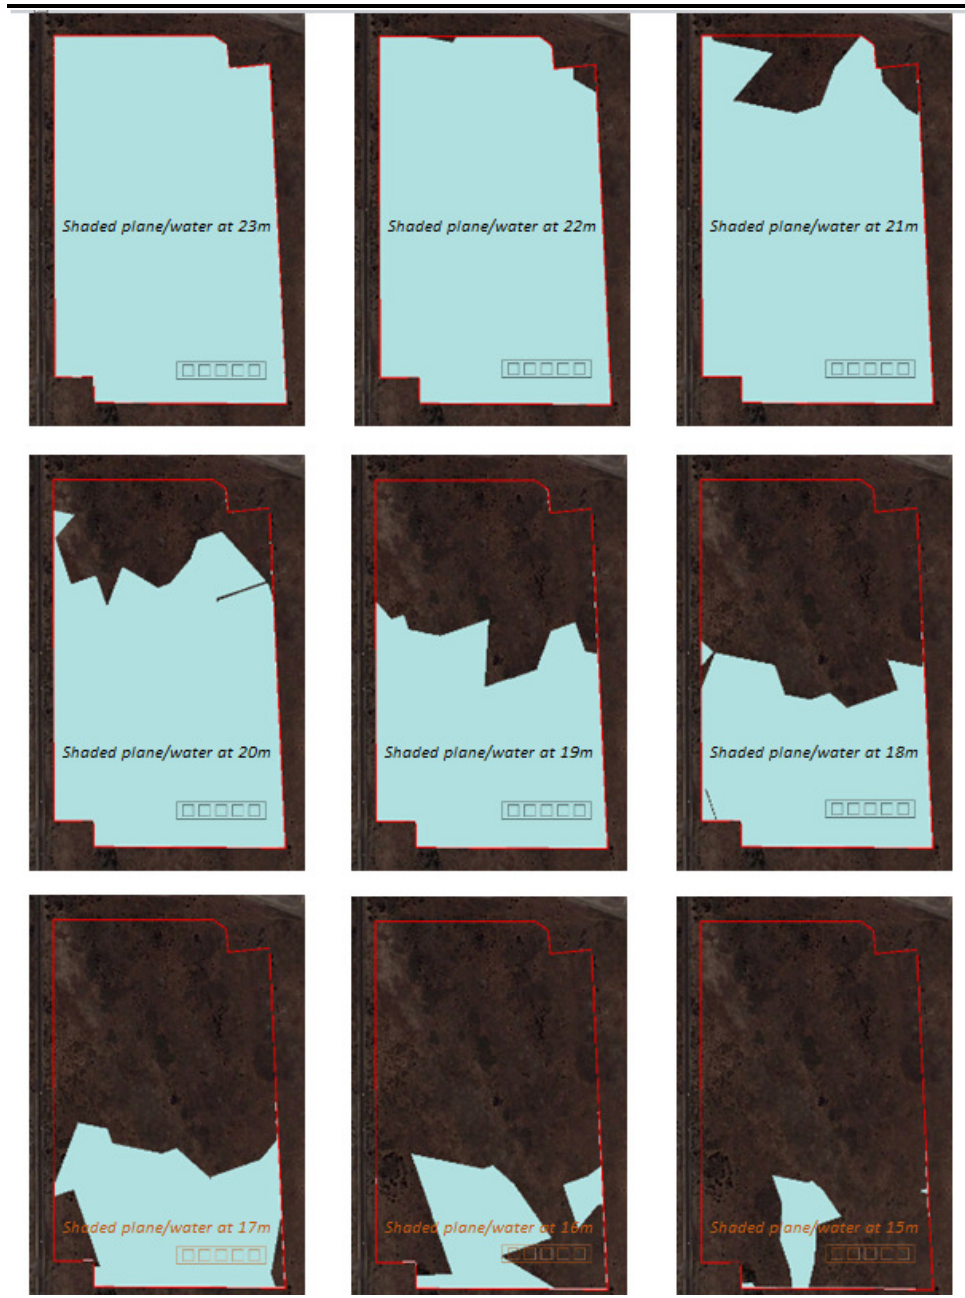 Shaded plane/water at 23m
Shaded plane/water at 22m
Shaded plane/water at 21m
Shaded plane/water at 20m
Shaded plane/water at 19m
Shaded plane/water at 18m
Shaded plane/water at 17m
Shaded plane/water at 16m
Shaded plane/water at 15m